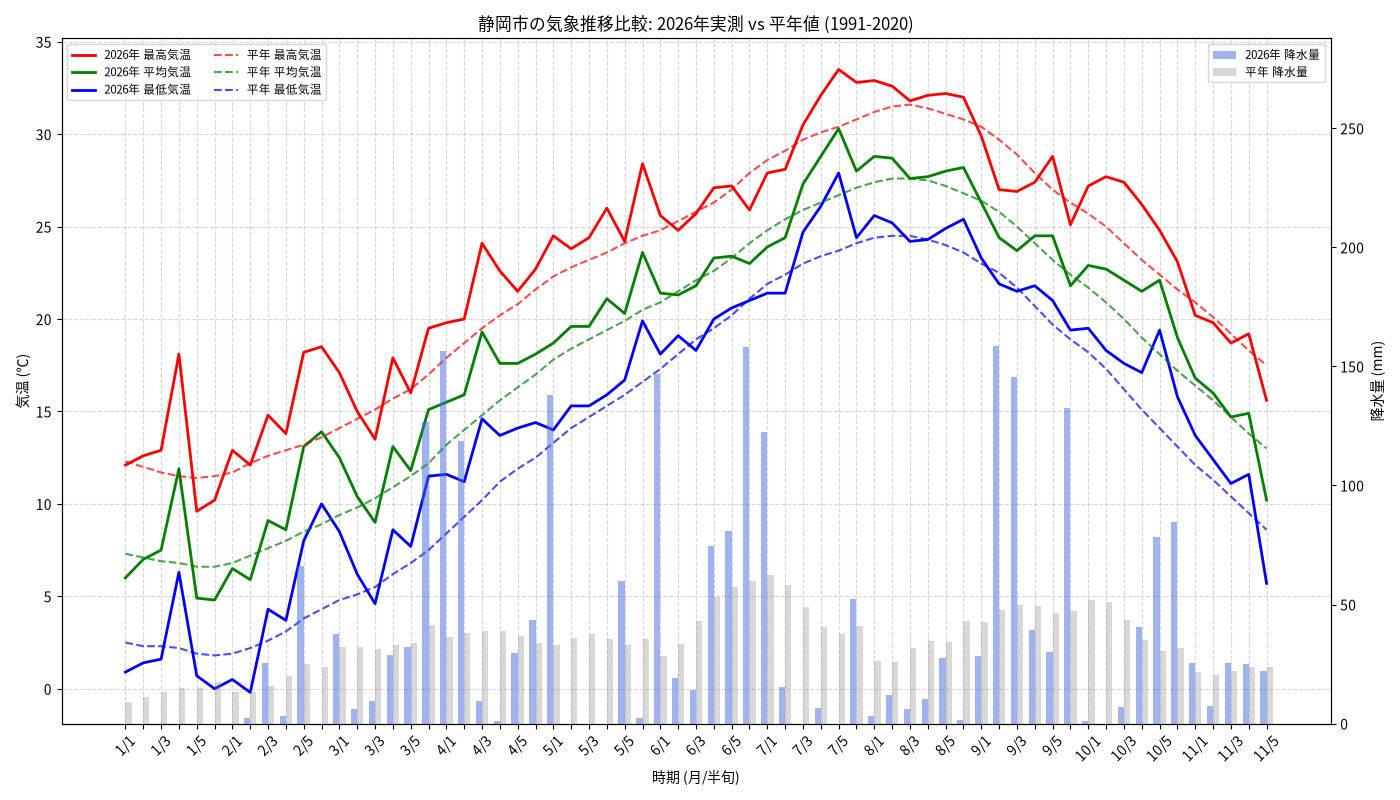 静岡市の気象推移比較: 2026年実測 vs 平年値 (1991-2020)
2026年 最高気温
2026年 平均気温
2026年 最低気温
平年 最高気温
平年 平均気温
平年 最低気温
2026年 降水量
平年 降水量
気温 (℃)
35
30
25
20
15
10
5
0
降水量 (mm)
250
200
150
100
50
0
1/1 1/3 1/5 2/1 2/3 2/5 3/1 3/3 3/5 4/1 4/3 4/5 5/1 5/3 5/5 6/1 6/3 6/5 7/1 7/3 7/5 8/1 8/3 8/5 9/1 9/3 9/5 10/1 10/3 10/5 11/1 11/3 11/5
時期 (月/半旬)